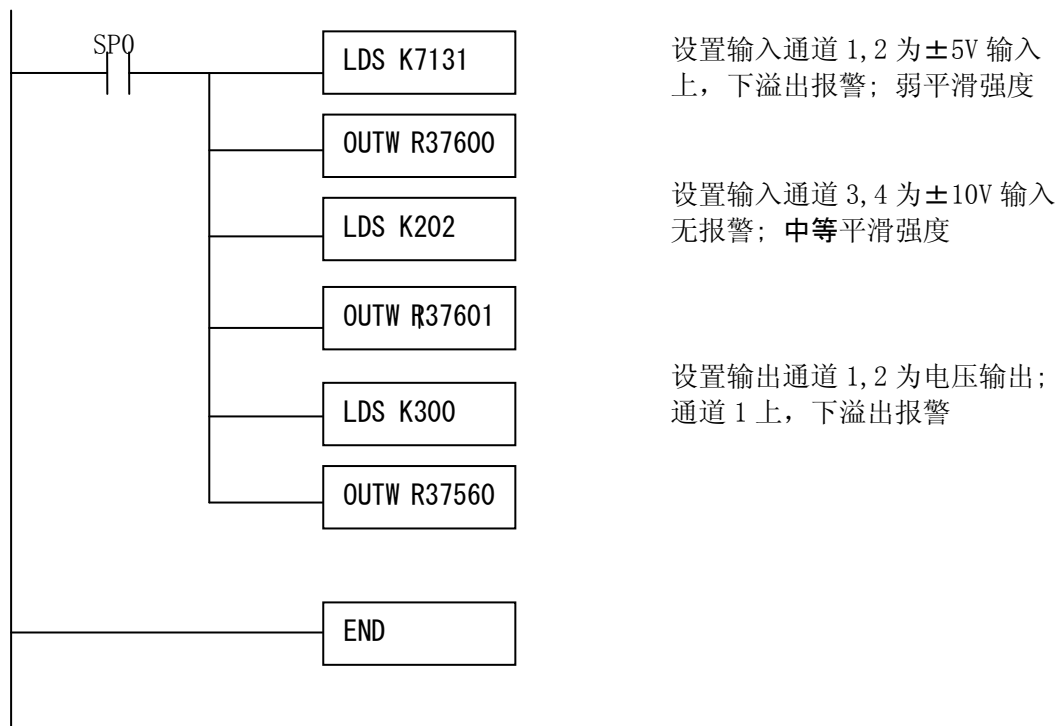 SP0
LDS K7131
设置输入通道 1,2 为±5V 输入
上，下溢出报警; 弱平滑强度
OUTW R37600
设置输入通道 3,4 为±10V 输入
无报警; 中等平滑强度
LDS K202
OUTW R37601
设置输出通道 1,2 为电压输出;
通道 1 上，下溢出报警
LDS K300
OUTW R37560
END